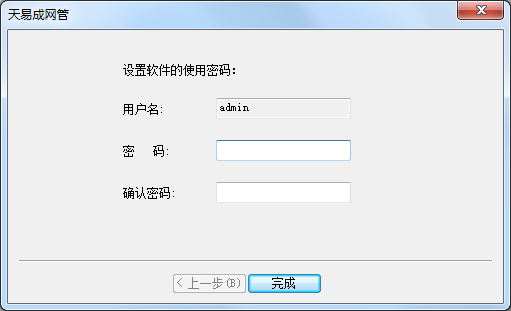 天易成网管
设置软件的使用密码：
用户名：
admin
密 码：
确认密码：
< 上一步(B)
完成